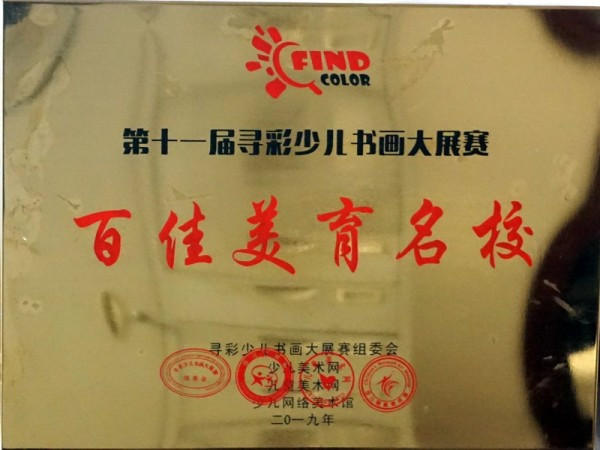 FIND
COLOR
第十一届寻彩少儿书画大展赛
百佳美育名校
寻彩少儿书画大展赛组委会
少儿美术网
儿童美术网
少儿网络美术馆
二〇一九年